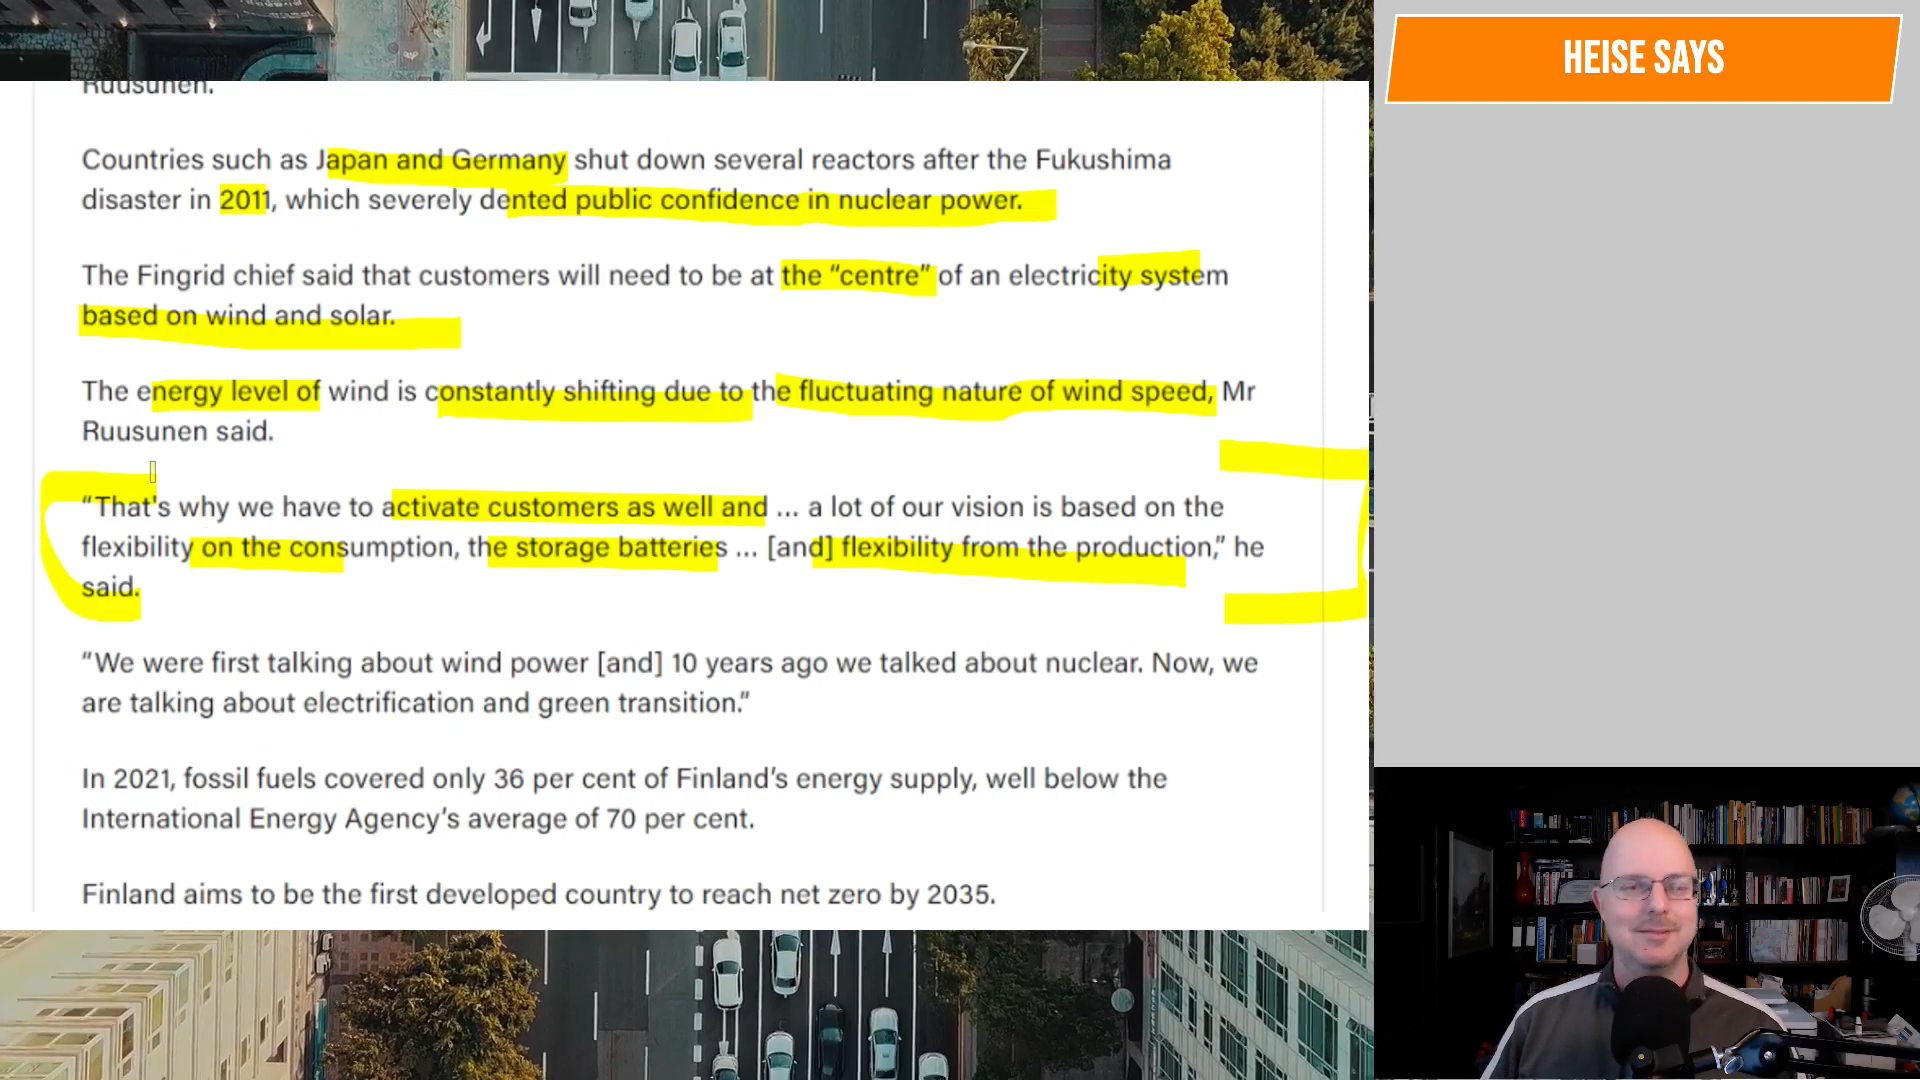 HEISE SAYS
Ruusunen.
Countries such as Japan and Germany shut down several reactors after the Fukushima
disaster in 2011, which severely dented public confidence in nuclear power.
The Fingrid chief said that customers will need to be at the “centre” of an electricity system
based on wind and solar.
The energy level of wind is constantly shifting due to the fluctuating nature of wind speed, Mr
Ruusunen said.
“That's why we have to activate customers as well and ... a lot of our vision is based on the
flexibility on the consumption, the storage batteries ... [and] flexibility from the production,” he
said.
“We were first talking about wind power [and] 10 years ago we talked about nuclear. Now, we
are talking about electrification and green transition.”
In 2021, fossil fuels covered only 36 per cent of Finland’s energy supply, well below the
International Energy Agency’s average of 70 per cent.
Finland aims to be the first developed country to reach net zero by 2035.